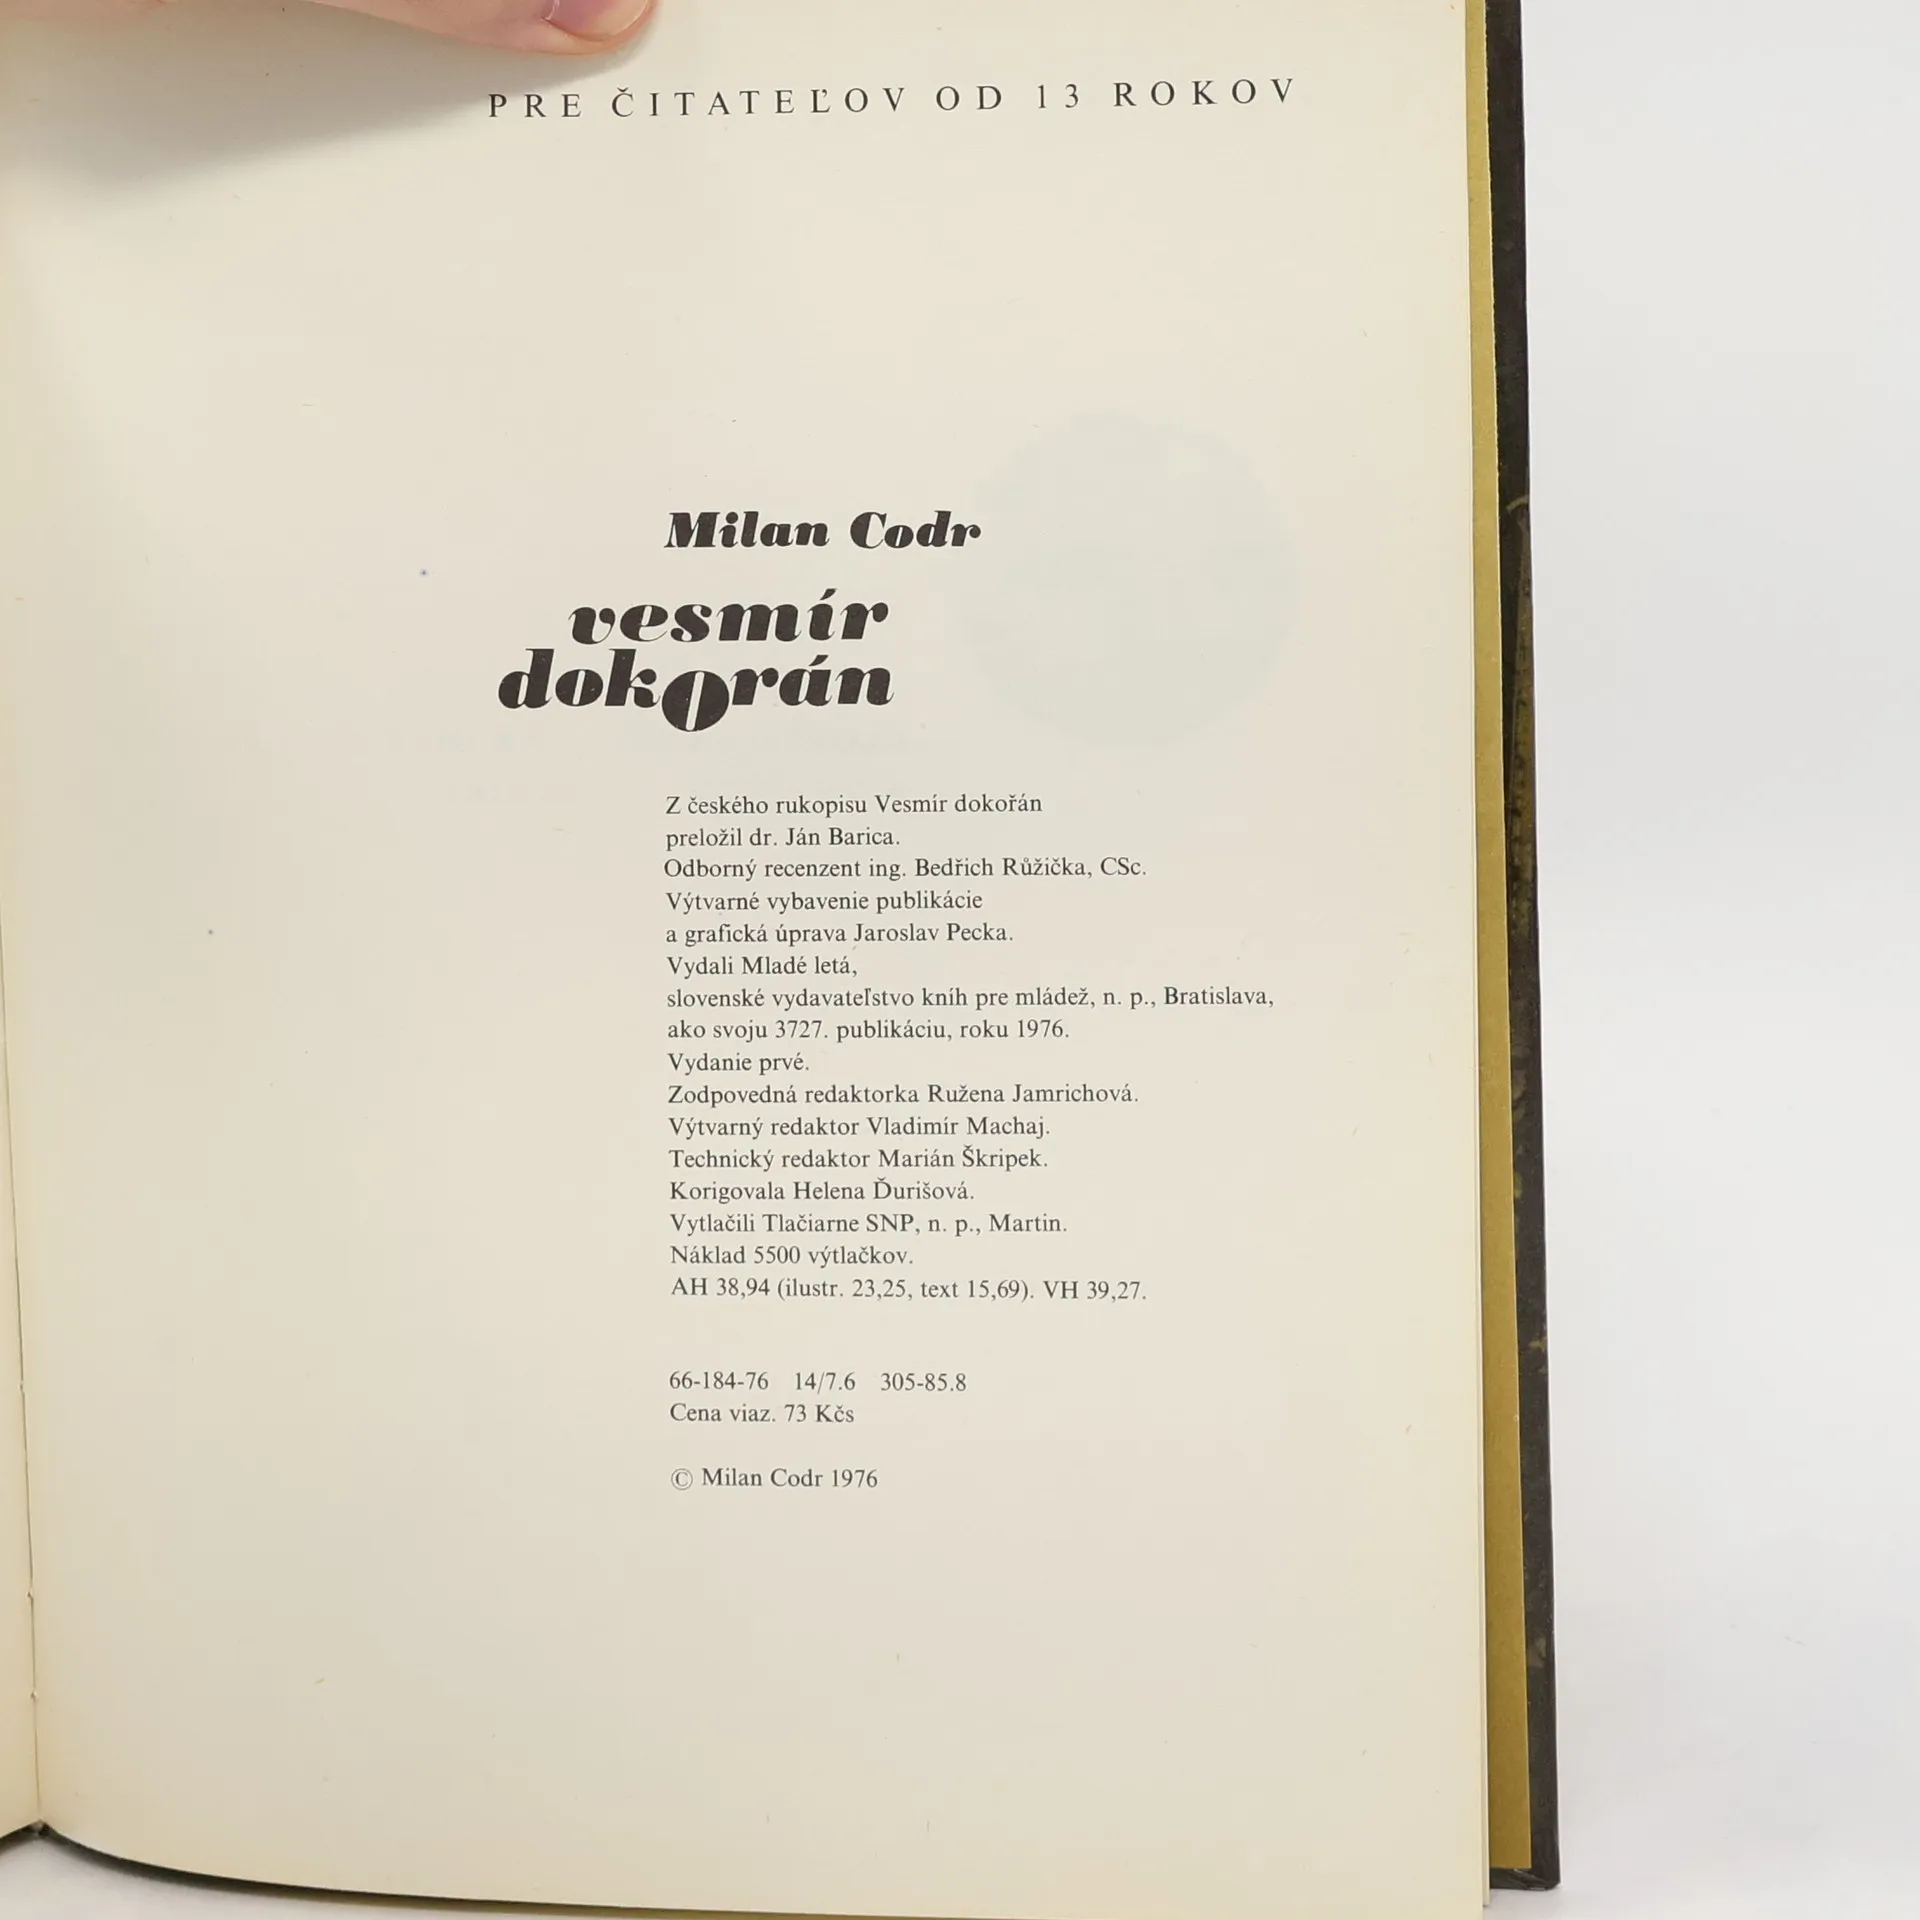 PRE ČITATEĽOV OD 13 ROKOV
Milan Codr
vesmír
dokorán
Z českého rukopisu Vesmír dokořán
preložil dr. Ján Barica.
Odborný recenzent ing. Bedřich Růžička, CSc.
Výtvarné vybavenie publikácie
a grafická úprava Jaroslav Pecka.
Vydali Mladé letá,
slovenské vydavateľstvo kníh pre mládež, n. p., Bratislava,
ako svoju 3727. publikáciu, roku 1976.
Vydanie prvé.
Zodpovedná redaktorka Ružena Jamrichová.
Výtvarný redaktor Vladimír Machaj.
Technický redaktor Marián Škripek.
Korigovala Helena Ďurišová.
Vytlačili Tlačiarne SNP, n. p., Martin.
Náklad 5500 výtlačkov.
AH 38,94 (ilustr. 23,25, text 15,69). VH 39,27.
66-184-76 14/7.6 305-85.8
Cena viaz. 73 Kčs
© Milan Codr 1976